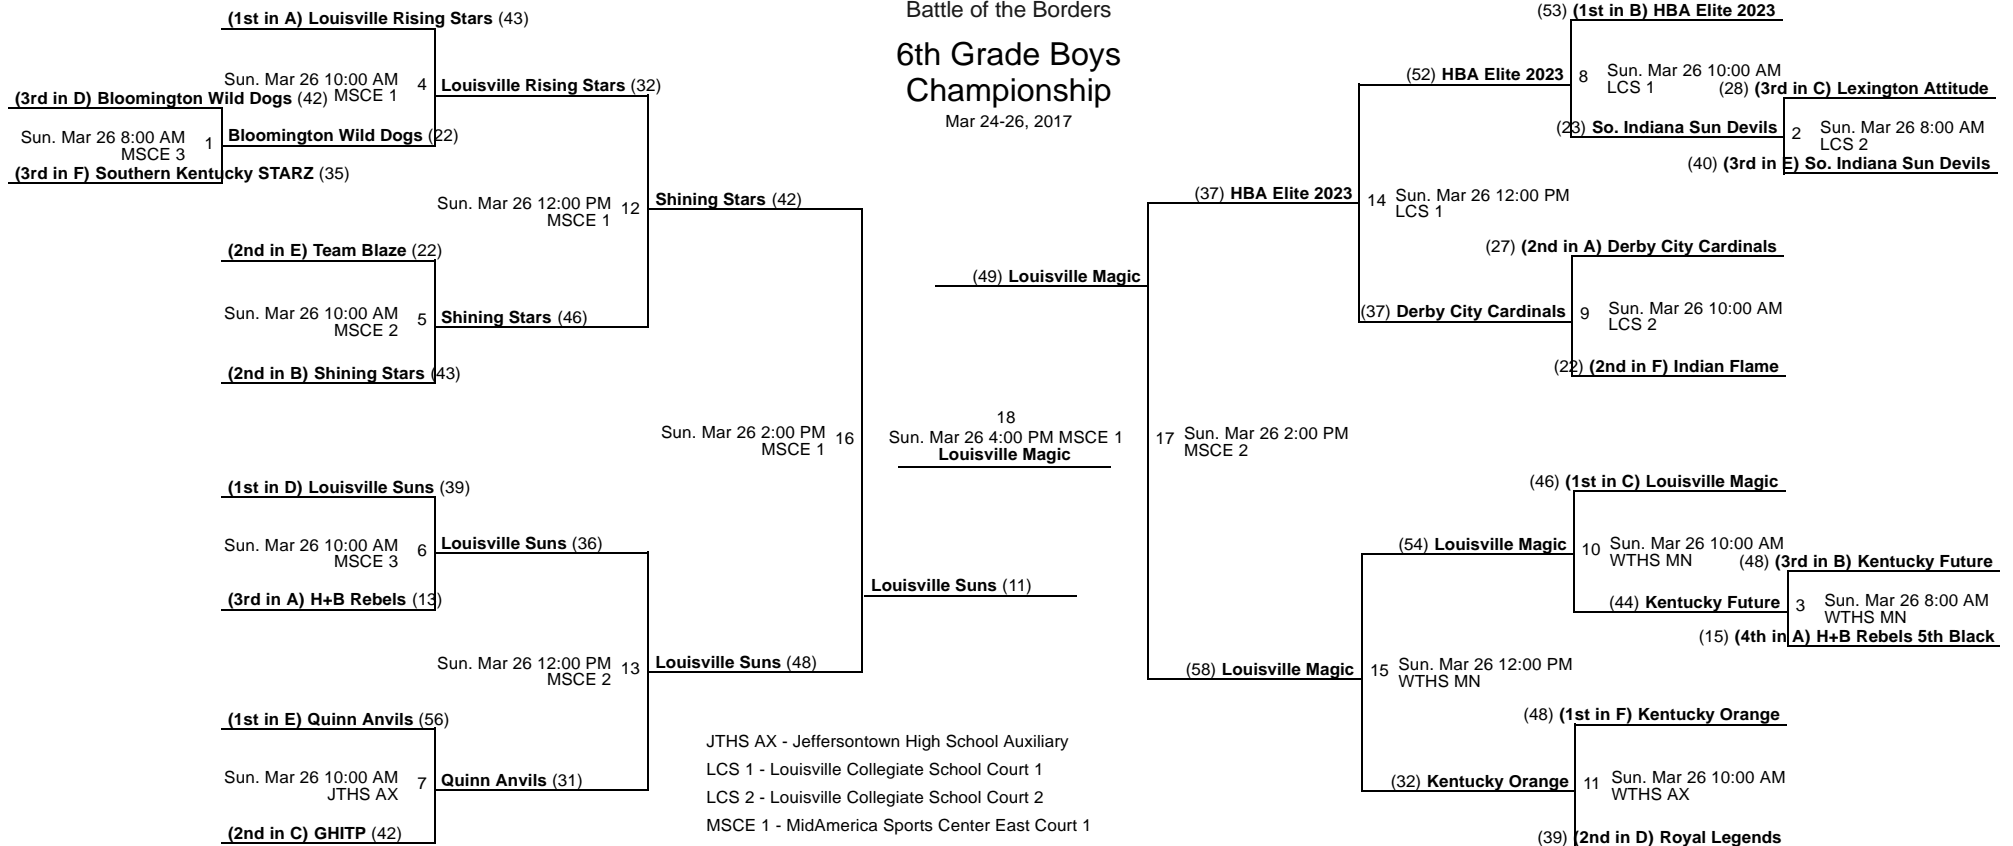 Battle of the Borders
6th Grade Boys
Championship
Mar 24-26, 2017
(1st in A) Louisville Rising Stars (43)
Sun. Mar 26 10:00 AM 4
MSCE 1
Louisville Rising Stars (32)
(3rd in D) Bloomington Wild Dogs (42)
Sun. Mar 26 8:00 AM 1
MSCE 3
Bloomington Wild Dogs (22)
(3rd in F) Southern Kentucky STARZ (35)
Sun. Mar 26 12:00 PM 12
MSCE 1
Shining Stars (42)
(2nd in E) Team Blaze (22)
Sun. Mar 26 10:00 AM 5
MSCE 2
Shining Stars (46)
(2nd in B) Shining Stars (43)
Sun. Mar 26 2:00 PM 16
MSCE 1
(1st in D) Louisville Suns (39)
Sun. Mar 26 10:00 AM 6
MSCE 3
Louisville Suns (36)
(3rd in A) H+B Rebels (13)
Louisville Suns (11)
Sun. Mar 26 12:00 PM 13
MSCE 2
Louisville Suns (48)
(1st in E) Quinn Anvils (56)
Sun. Mar 26 10:00 AM 7
JTHS AX
Quinn Anvils (31)
(2nd in C) GHITP (42)
18
Sun. Mar 26 4:00 PM MSCE 1
Louisville Magic
JTHS AX - Jeffersontown High School Auxiliary
LCS 1 - Louisville Collegiate School Court 1
LCS 2 - Louisville Collegiate School Court 2
MSCE 1 - MidAmerica Sports Center East Court 1
(53) (1st in B) HBA Elite 2023
(52) HBA Elite 2023
8 Sun. Mar 26 10:00 AM
LCS 1
(28) (3rd in C) Lexington Attitude
(23) So. Indiana Sun Devils
2 Sun. Mar 26 8:00 AM
LCS 2
(40) (3rd in E) So. Indiana Sun Devils
(37) HBA Elite 2023
14 Sun. Mar 26 12:00 PM
LCS 1
(27) (2nd in A) Derby City Cardinals
(49) Louisville Magic
(37) Derby City Cardinals
9 Sun. Mar 26 10:00 AM
LCS 2
(22) (2nd in F) Indian Flame
17 Sun. Mar 26 2:00 PM
MSCE 2
(46) (1st in C) Louisville Magic
(54) Louisville Magic
10 Sun. Mar 26 10:00 AM
WTHS MN
(48) (3rd in B) Kentucky Future
(44) Kentucky Future
3 Sun. Mar 26 8:00 AM
WTHS MN
(15) (4th in A) H+B Rebels 5th Black
(58) Louisville Magic
15 Sun. Mar 26 12:00 PM
WTHS MN
(48) (1st in F) Kentucky Orange
(32) Kentucky Orange
11 Sun. Mar 26 10:00 AM
WTHS AX
(39) (2nd in D) Royal Legends